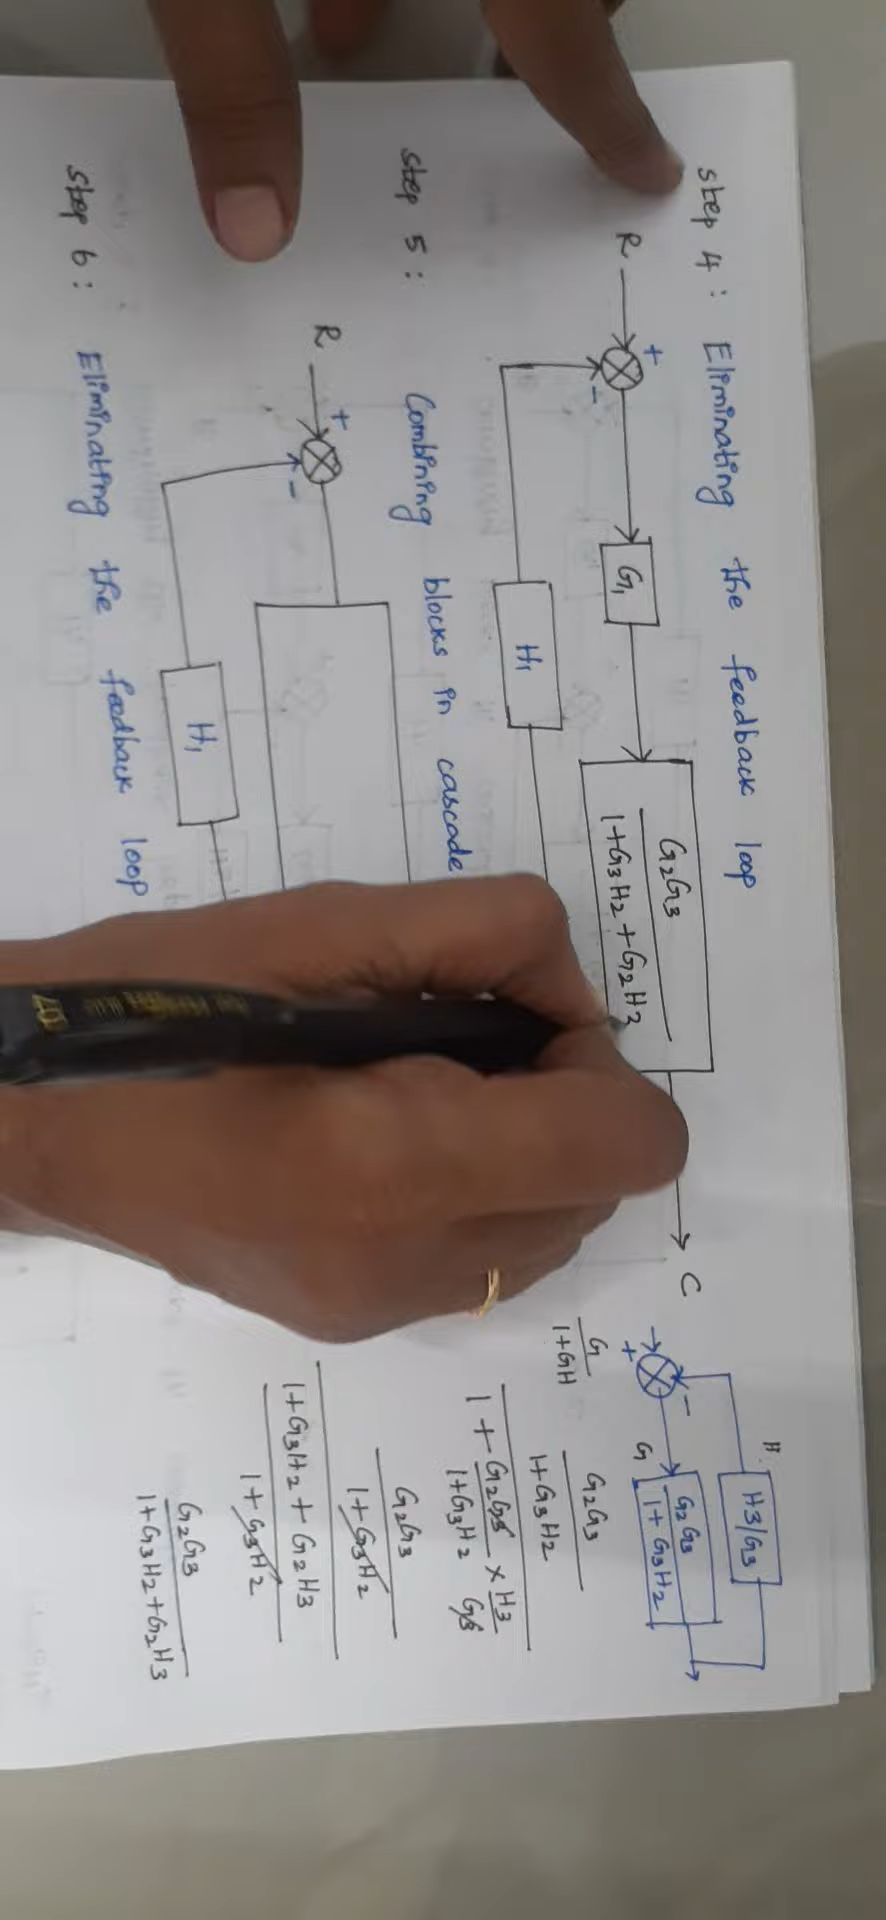 step 4 : Eliminating the feedback loop
R
+
-
G1
G2G3
1+G3H2+G2H3
C
H1
H.
H3/G3
-
+
G
G2G3
1+G3H2
G
1+GH
G2G3
1+G3H2
1 + G2G3 × H3
1+G3H2 G3
G2G3
1+G3H2
1+G3H2+G2H3
1+G3H2
G2G3
1+G3H2+G2H3
step 5 : Combining blocks in cascade
R
+
-
H1
step 6 : Eliminating the feedback loop